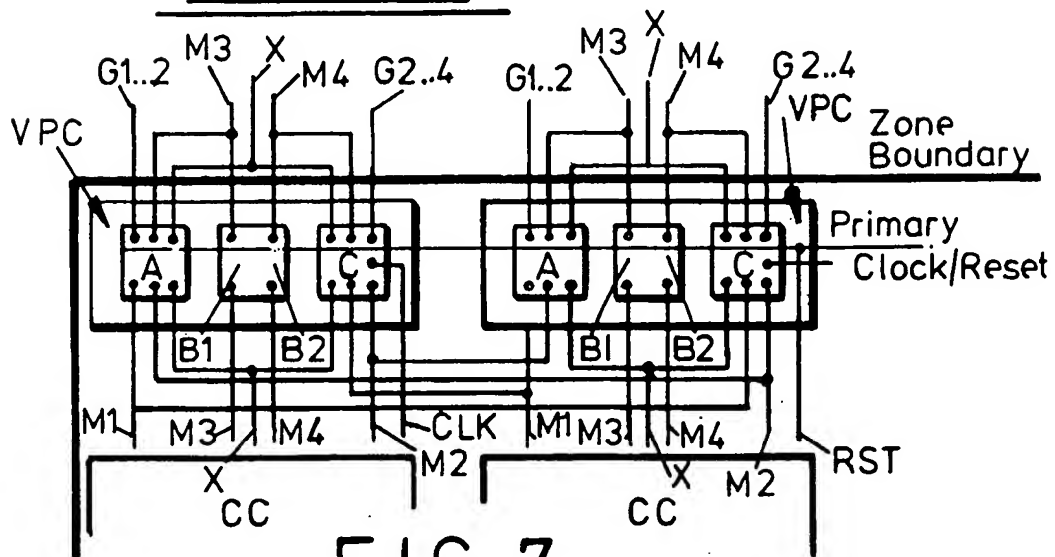 M3 X M4
G1..2 G2..4
VPC
M3 X M4
G1..2 G2..4
VPC
Zone
Boundary
A C
A C
Primary
Clock/Reset
B1 B2
B1 B2
M1 M3 X M4 M2 CLK
M1 M3 X M4 M2 RST
CC
CC
FIG 7